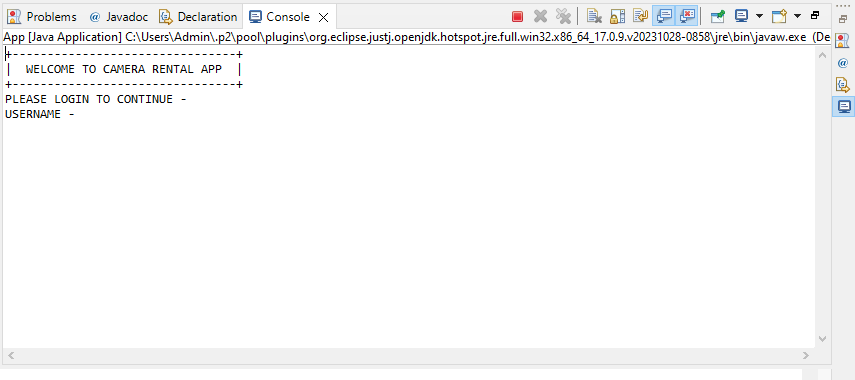 Problems @ Javadoc Declaration Console
App [Java Application] C:\Users\Admin\.p2\pool\plugins\org.eclipse.justj.openjdk.hotspot.jre.full.win32.x86_64_17.0.9.v20231028-0858\jre\bin\javaw.exe (De
+--------------------------------+
|  WELCOME TO CAMERA RENTAL APP  |
+--------------------------------+
PLEASE LOGIN TO CONTINUE -
USERNAME -